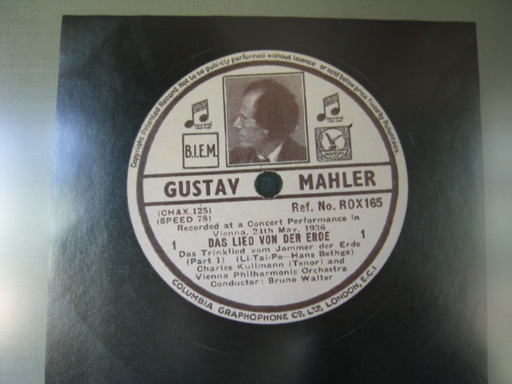 Copyright Patented Record. Not to be publicly performed without licence or sold below price fixed by Patentees.
B.I.E.M.
GUSTAV MAHLER
(CHAX.125)
(SPEED 78)
Ref. No. ROX165
Recorded at a Concert Performance in
Vienna, 24th May, 1936
1 DAS LIED VON DER ERDE 1
Das Trinklied vom Jammer der Erde
(Part 1) (Li-Tai-Po—Hans Bethge)
Charles Kullmann (Tenor) and
Vienna Philharmonic Orchestra
Conductor: Bruno Walter
COLUMBIA GRAPHOPHONE CO. LTD. LONDON, E.C.1